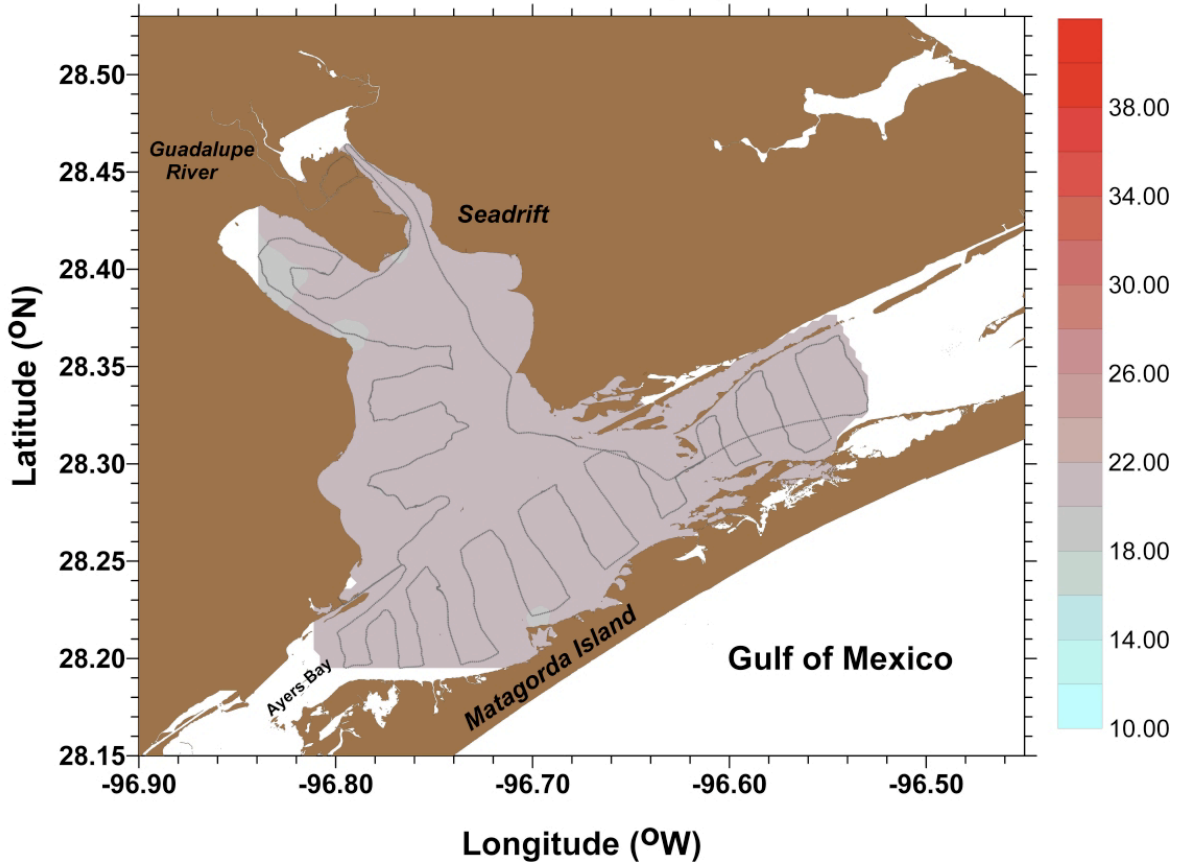 28.50
28.45
28.40
28.35
28.30
28.25
28.20
28.15
Latitude (ᴼN)
Guadalupe
River
Seadrift
Ayers Bay
Matagorda Island
Gulf of Mexico
-96.90
-96.80
-96.70
-96.60
-96.50
Longitude (ᴼW)
38.00
34.00
30.00
26.00
22.00
18.00
14.00
10.00